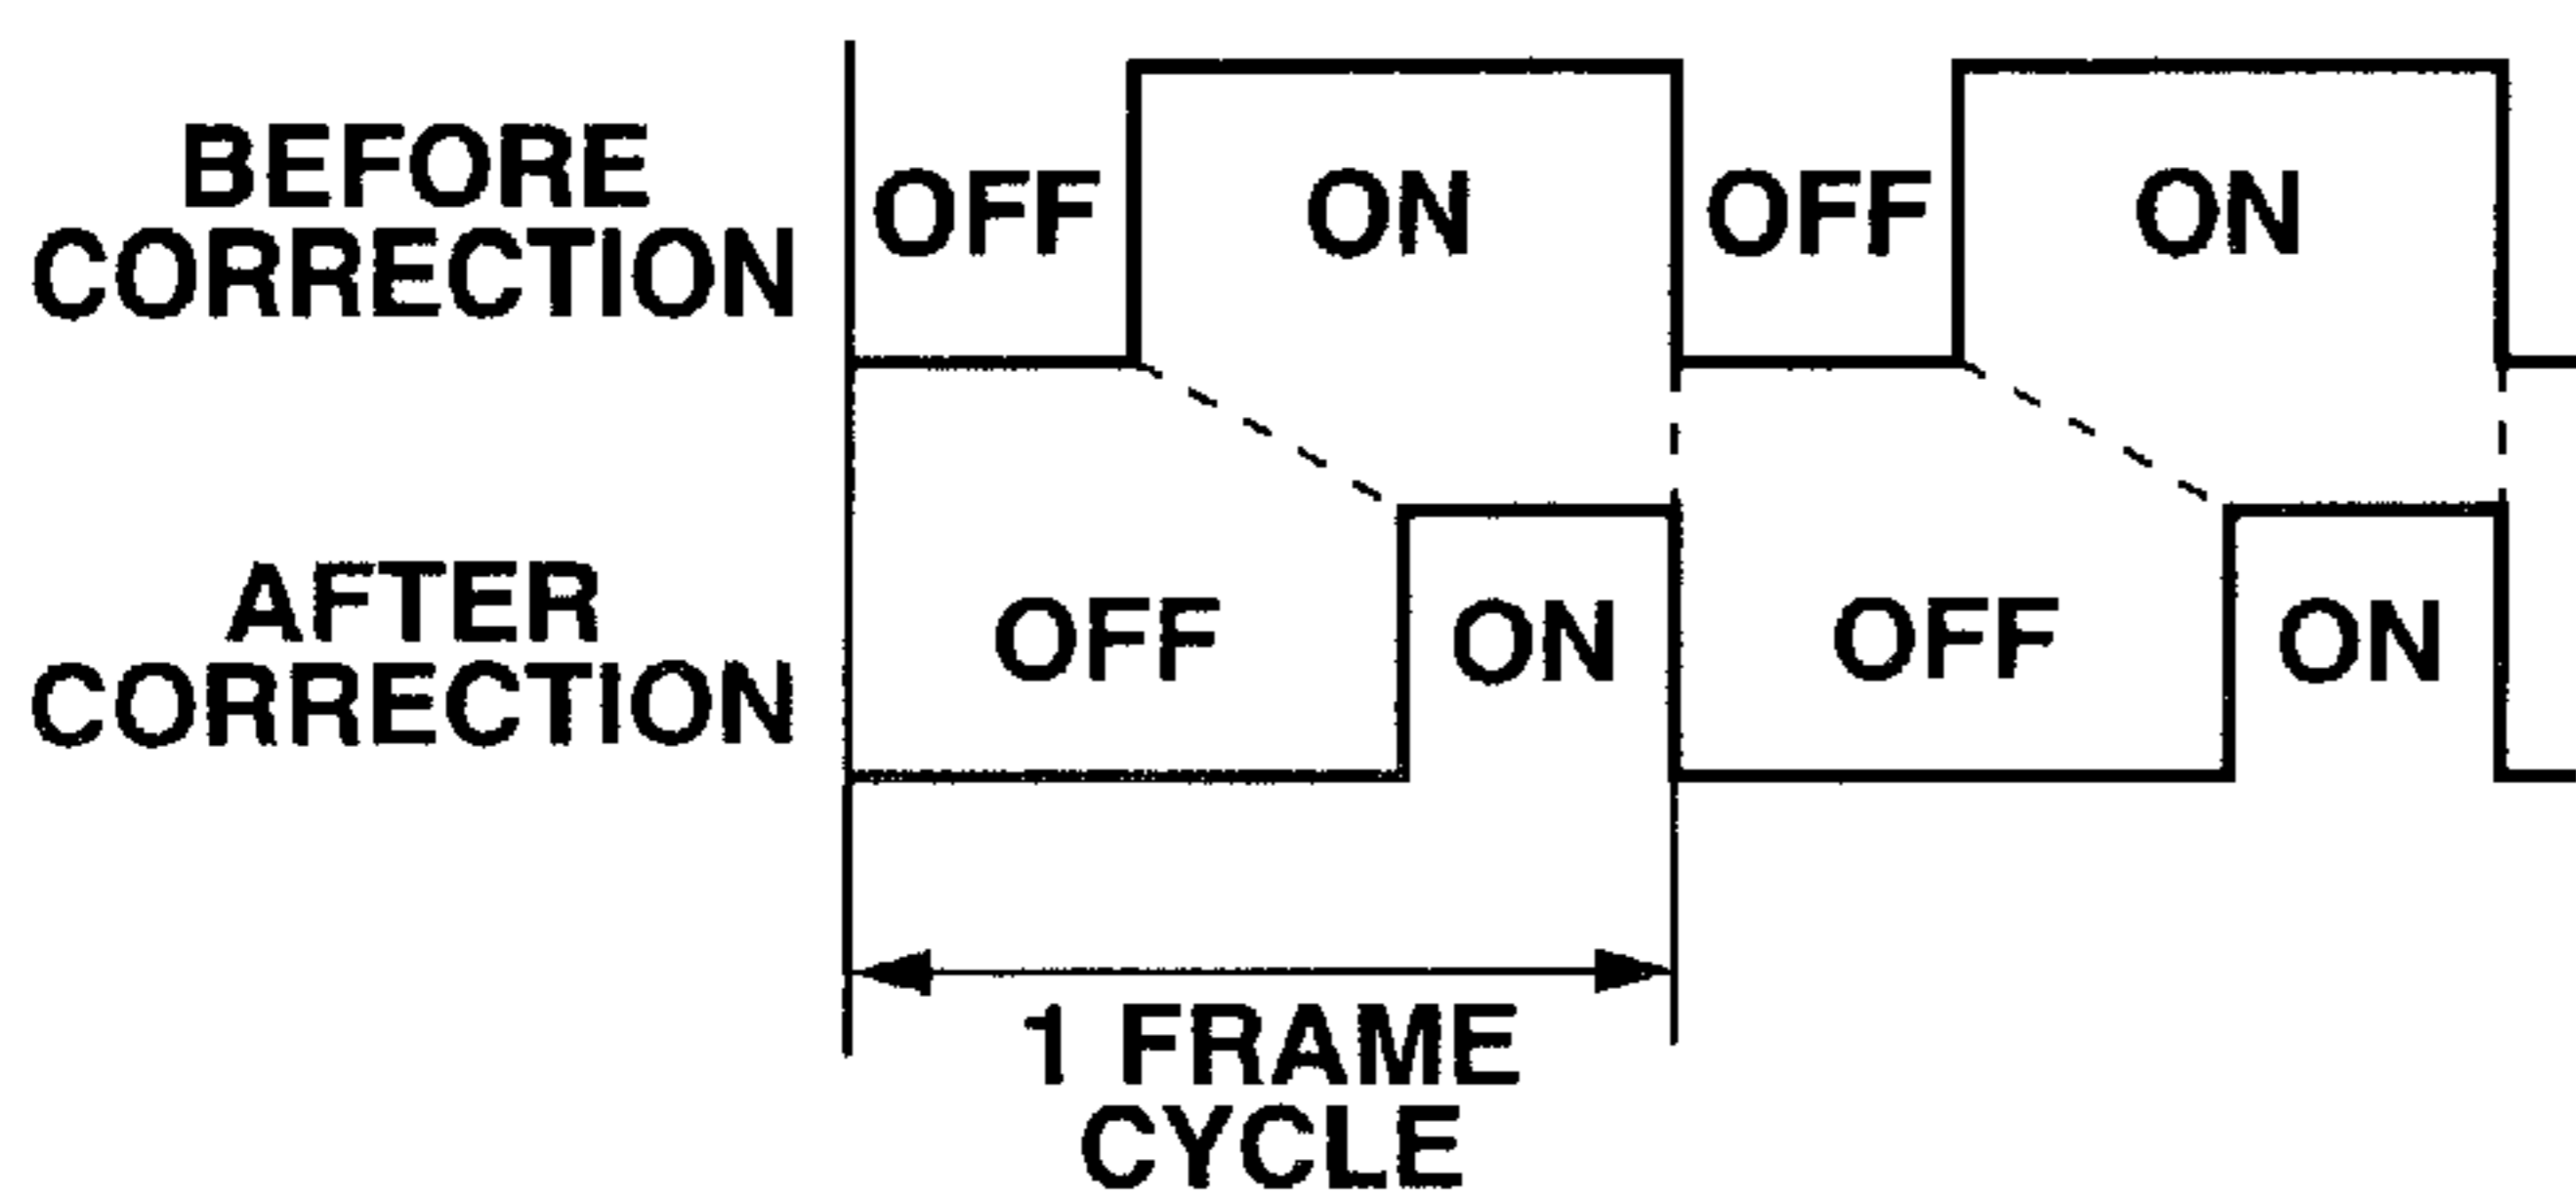 BEFORE
CORRECTION
OFF ON OFF ON
AFTER
CORRECTION
OFF ON OFF ON
1 FRAME
CYCLE